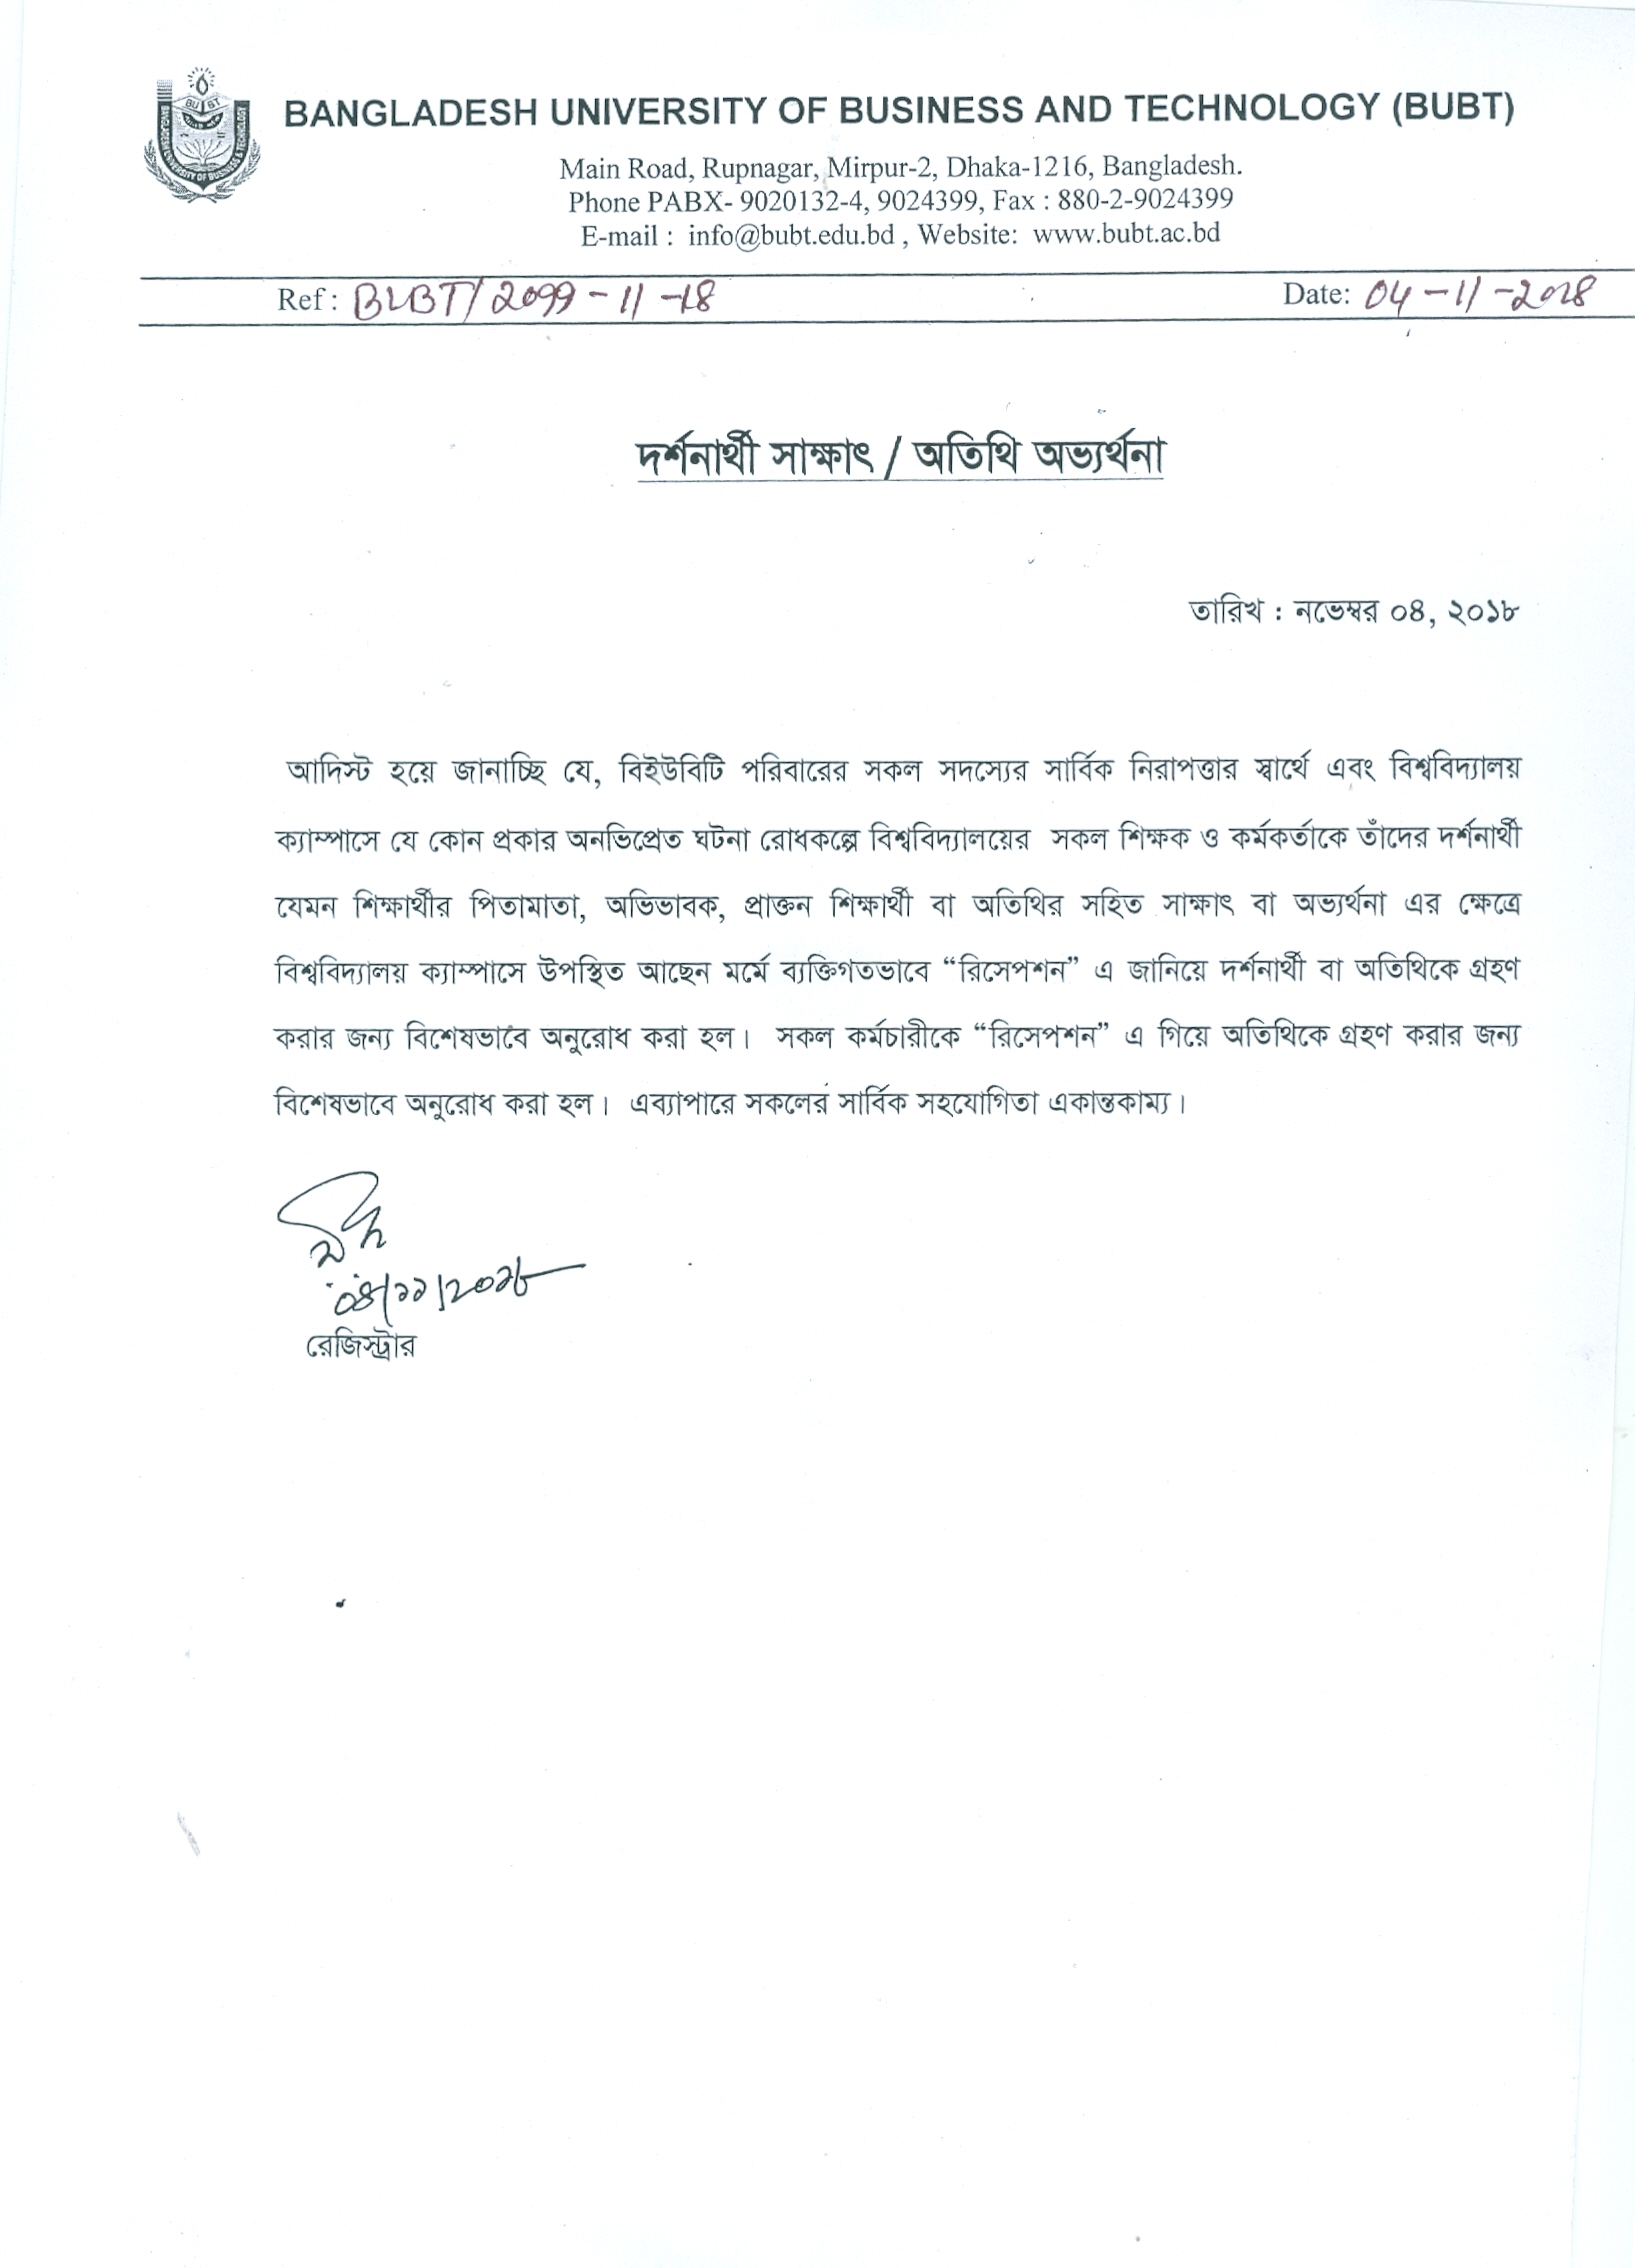 BANGLADESH UNIVERSITY OF BUSINESS AND TECHNOLOGY (BUBT)
Main Road, Rupnagar, Mirpur-2, Dhaka-1216, Bangladesh.
Phone PABX- 9020132-4, 9024399, Fax : 880-2-9024399
E-mail : info@bubt.edu.bd , Website: www.bubt.ac.bd
Ref : BUBT/2099-11-18 Date: 04-11-2018
দর্শনার্থী সাক্ষাৎ / অতিথি অভ্যর্থনা
তারিখ : নভেম্বর ০৪, ২০১৮
আদিস্ট হয়ে জানাচ্ছি যে, বিইউবিটি পরিবারের সকল সদস্যের সার্বিক নিরাপত্তার স্বার্থে এবং বিশ্ববিদ্যালয়
ক্যাম্পাসে যে কোন প্রকার অনভিপ্রেত ঘটনা রোধকল্পে বিশ্ববিদ্যালয়ের সকল শিক্ষক ও কর্মকর্তাকে তাঁদের দর্শনার্থী
যেমন শিক্ষার্থীর পিতামাতা, অভিভাবক, প্রাক্তন শিক্ষার্থী বা অতিথির সহিত সাক্ষাৎ বা অভ্যর্থনা এর ক্ষেত্রে
বিশ্ববিদ্যালয় ক্যাম্পাসে উপস্থিত আছেন মর্মে ব্যক্তিগতভাবে “রিসেপশন” এ জানিয়ে দর্শনার্থী বা অতিথিকে গ্রহণ
করার জন্য বিশেষভাবে অনুরোধ করা হল। সকল কর্মচারীকে “রিসেপশন” এ গিয়ে অতিথিকে গ্রহণ করার জন্য
বিশেষভাবে অনুরোধ করা হল। এব্যাপারে সকলের সার্বিক সহযোগিতা একান্তকাম্য।
০৪/১১/২০১৮
রেজিস্ট্রার